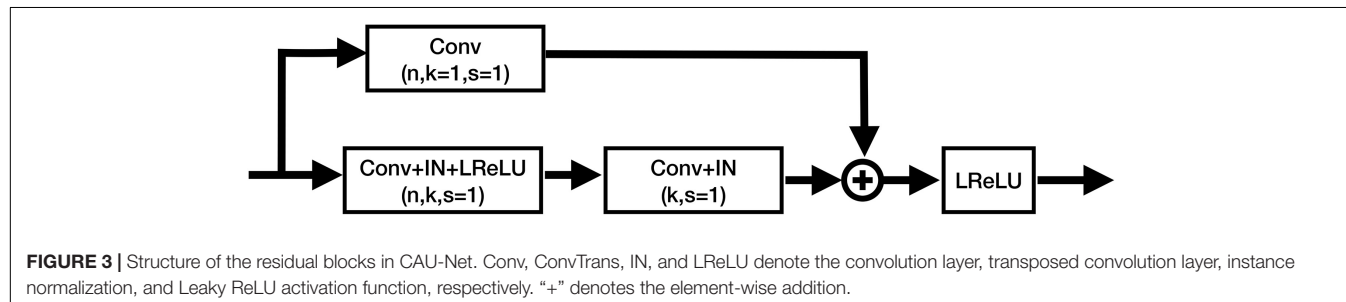 Conv
(n,k=1,s=1)
Conv+IN+LReLU
(n,k,s=1)
Conv+IN
(k,s=1)
+
LReLU
FIGURE 3 | Structure of the residual blocks in CAU-Net. Conv, ConvTrans, IN, and LReLU denote the convolution layer, transposed convolution layer, instance
normalization, and Leaky ReLU activation function, respectively. “+” denotes the element-wise addition.